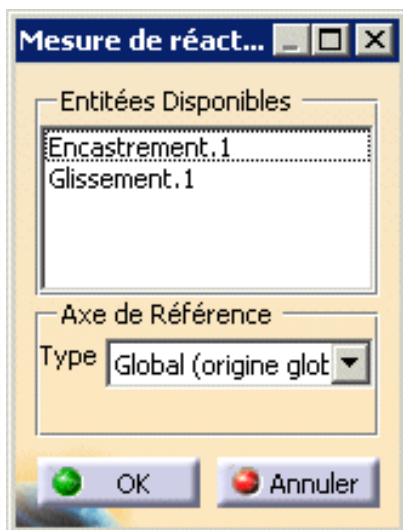 Mesure de réact...
Entitées Disponibles
Encastrement.1
Glissement.1
Axe de Référence
Type Global (origine glot
OK Annuler